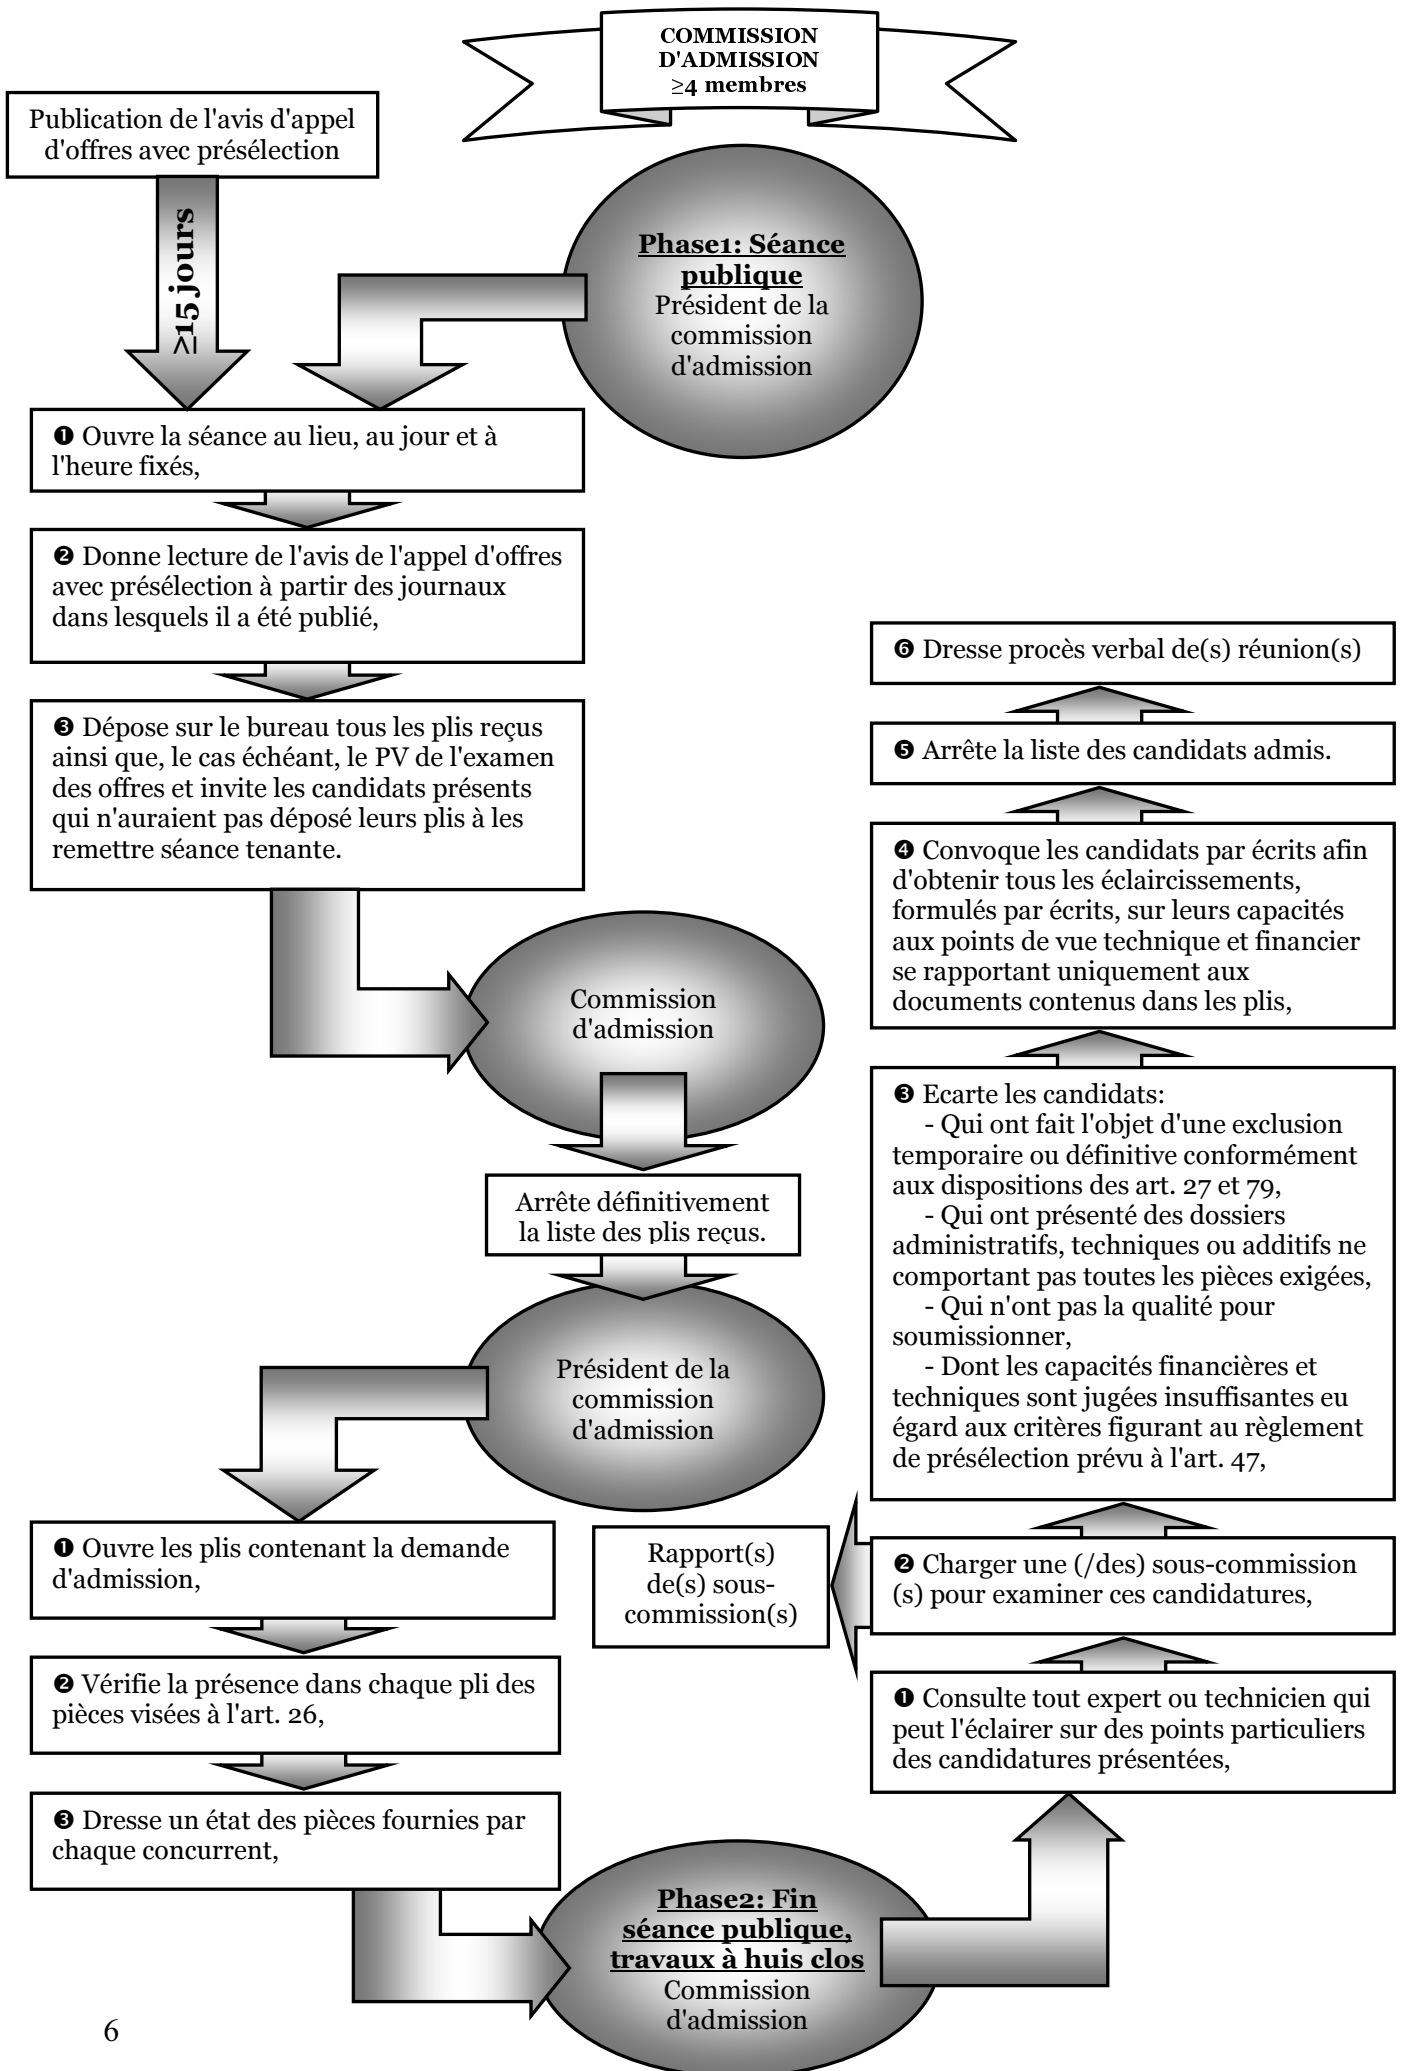 COMMISSION
D'ADMISSION
≥4 membres
Publication de l'avis d'appel
d'offres avec présélection
≥15 jours
Phase1: Séance
publique
Président de la
commission
d'admission
❶ Ouvre la séance au lieu, au jour et à
l'heure fixés,
❷ Donne lecture de l'avis de l'appel d'offres
avec présélection à partir des journaux
dans lesquels il a été publié,
❸ Dépose sur le bureau tous les plis reçus
ainsi que, le cas échéant, le PV de l'examen
des offres et invite les candidats présents
qui n'auraient pas déposé leurs plis à les
remettre séance tenante.
Commission
d'admission
Arrête définitivement
la liste des plis reçus.
Président de la
commission
d'admission
❶ Ouvre les plis contenant la demande
d'admission,
❷ Vérifie la présence dans chaque pli des
pièces visées à l'art. 26,
❸ Dresse un état des pièces fournies par
chaque concurrent,
Phase2: Fin
séance publique,
travaux à huis clos
Commission
d'admission
❶ Consulte tout expert ou technicien qui
peut l'éclairer sur des points particuliers
des candidatures présentées,
❷ Charger une (/des) sous-commission
(s) pour examiner ces candidatures,
Rapport(s)
de(s) sous-
commission(s)
❸ Ecarte les candidats:
- Qui ont fait l'objet d'une exclusion
temporaire ou définitive conformément
aux dispositions des art. 27 et 79,
- Qui ont présenté des dossiers
administratifs, techniques ou additifs ne
comportant pas toutes les pièces exigées,
- Qui n'ont pas la qualité pour
soumissionner,
- Dont les capacités financières et
techniques sont jugées insuffisantes eu
égard aux critères figurant au règlement
de présélection prévu à l'art. 47,
❹ Convoque les candidats par écrits afin
d'obtenir tous les éclaircissements,
formulés par écrits, sur leurs capacités
aux points de vue technique et financier
se rapportant uniquement aux
documents contenus dans les plis,
❺ Arrête la liste des candidats admis.
❻ Dresse procès verbal de(s) réunion(s)
6